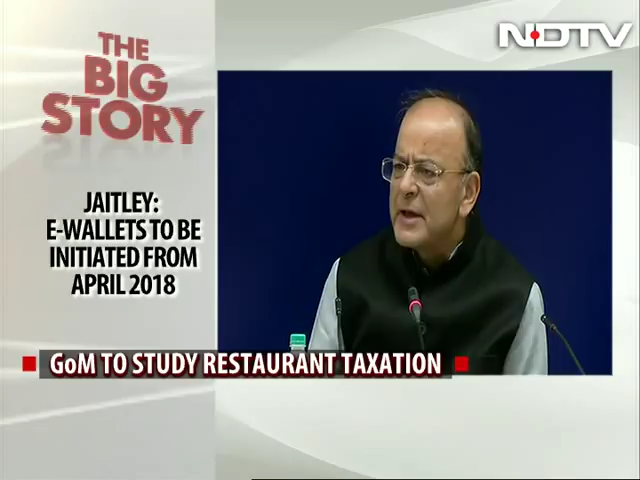 NDTV
THE
BIG
STORY
JAITLEY:
E-WALLETS TO BE
INITIATED FROM
APRIL 2018
GoM TO STUDY RESTAURANT TAXATION